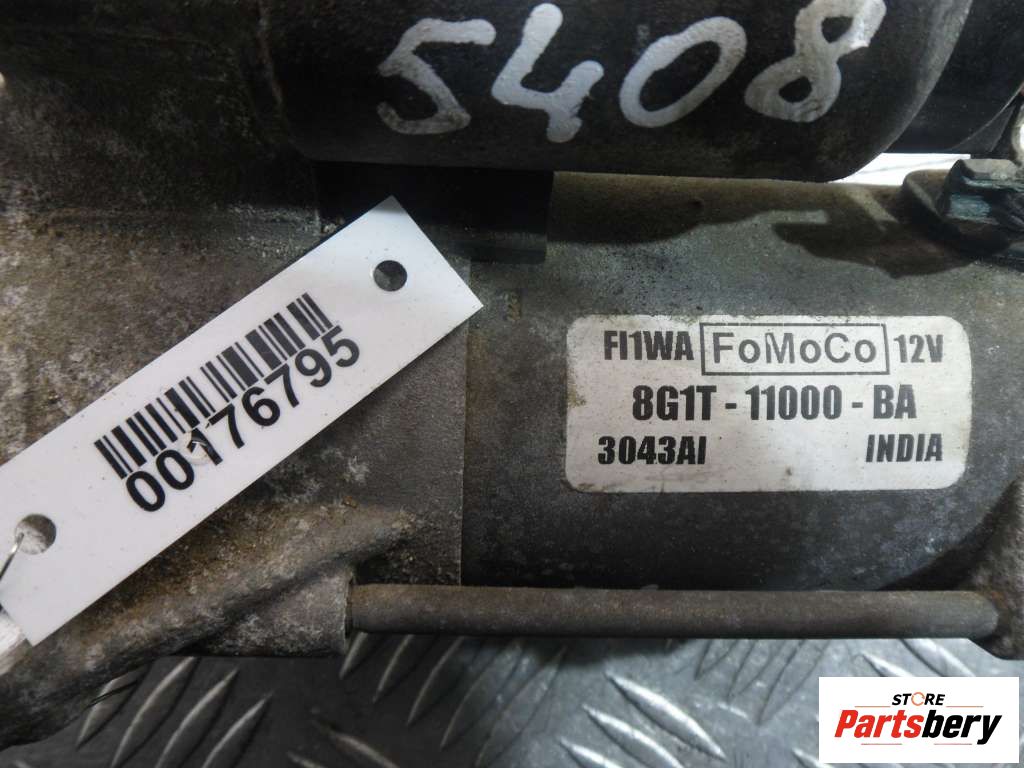 5408
00176795
FI1WA FoMoCo 12V
8G1T - 11000 - BA
3043AI INDIA
STORE
Partsbery